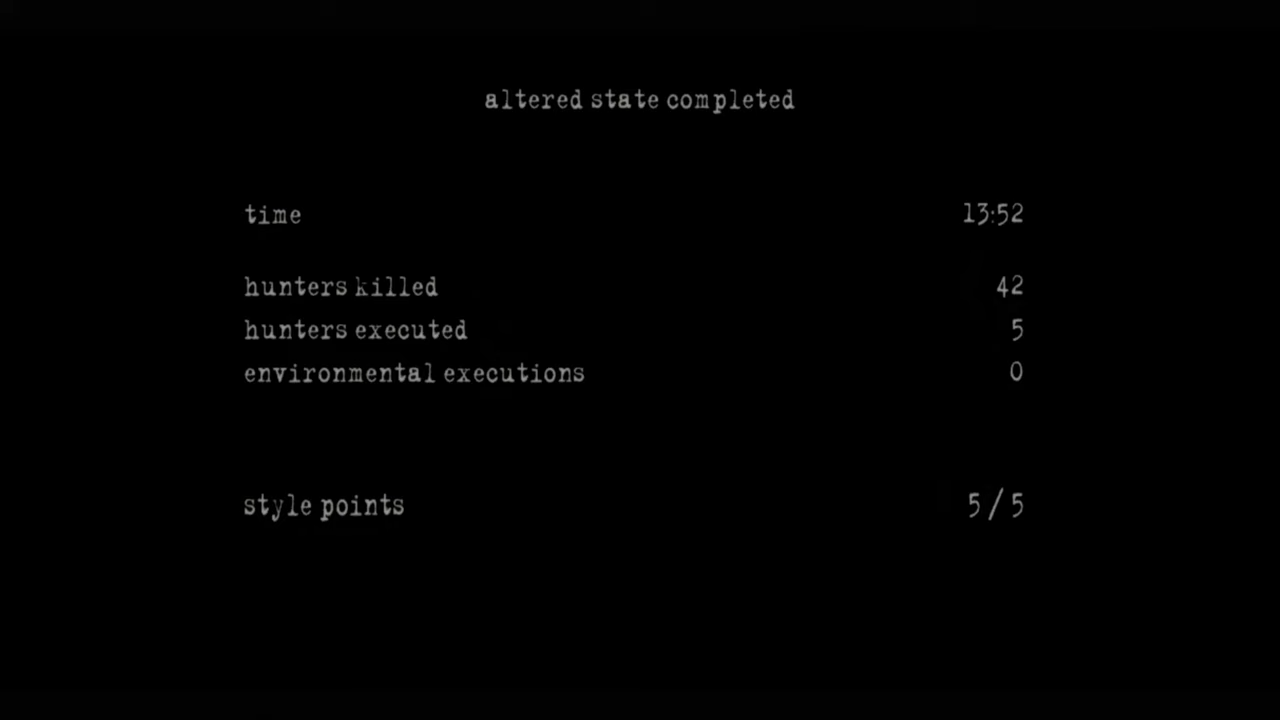 altered state completed
time 13:52
hunters killed 42
hunters executed 5
environmental executions 0
style points 5/5